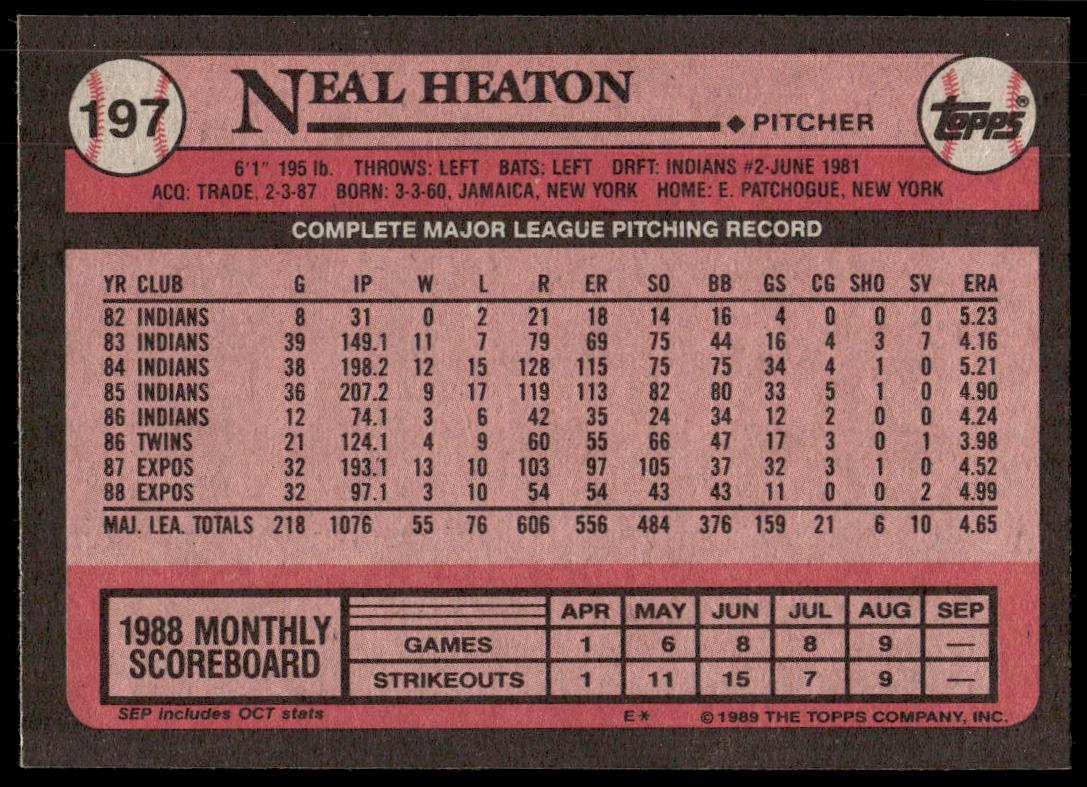 197
NEAL HEATON
◆ PITCHER
Topps®
6'1" 195 lb. THROWS: LEFT BATS: LEFT DRFT: INDIANS #2-JUNE 1981
ACQ: TRADE, 2-3-87 BORN: 3-3-60, JAMAICA, NEW YORK HOME: E. PATCHOGUE, NEW YORK
COMPLETE MAJOR LEAGUE PITCHING RECORD
YR CLUB G IP W L R ER SO BB GS CG SHO SV ERA
82 INDIANS 8 31 0 2 21 18 14 16 4 0 0 0 5.23
83 INDIANS 39 149.1 11 7 79 69 75 44 16 4 3 7 4.16
84 INDIANS 38 198.2 12 15 128 115 75 75 34 4 1 0 5.21
85 INDIANS 36 207.2 9 17 119 113 82 80 33 5 1 0 4.90
86 INDIANS 12 74.1 3 6 42 35 24 34 12 2 0 0 4.24
86 TWINS 21 124.1 4 9 60 55 66 47 17 3 0 1 3.98
87 EXPOS 32 193.1 13 10 103 97 105 37 32 3 1 0 4.52
88 EXPOS 32 97.1 3 10 54 54 43 43 11 0 0 2 4.99
MAJ. LEA. TOTALS 218 1076 55 76 606 556 484 376 159 21 6 10 4.65
1988 MONTHLY
SCOREBOARD
APR MAY JUN JUL AUG SEP
GAMES 1 6 8 8 9 —
STRIKEOUTS 1 11 15 7 9 —
SEP includes OCT stats E* © 1989 THE TOPPS COMPANY, INC.